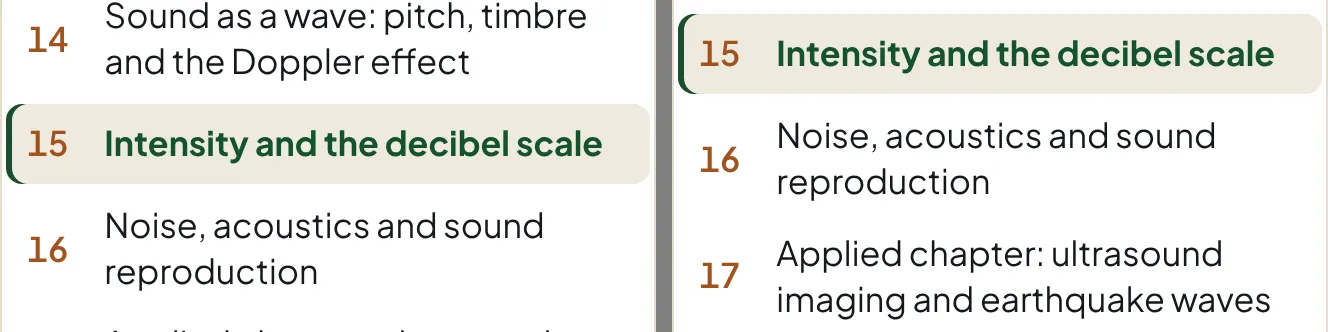 14
Sound as a wave: pitch, timbre
and the Doppler effect
15
Intensity and the decibel scale
16
Noise, acoustics and sound
reproduction
15
Intensity and the decibel scale
16
Noise, acoustics and sound
reproduction
17
Applied chapter: ultrasound
imaging and earthquake waves